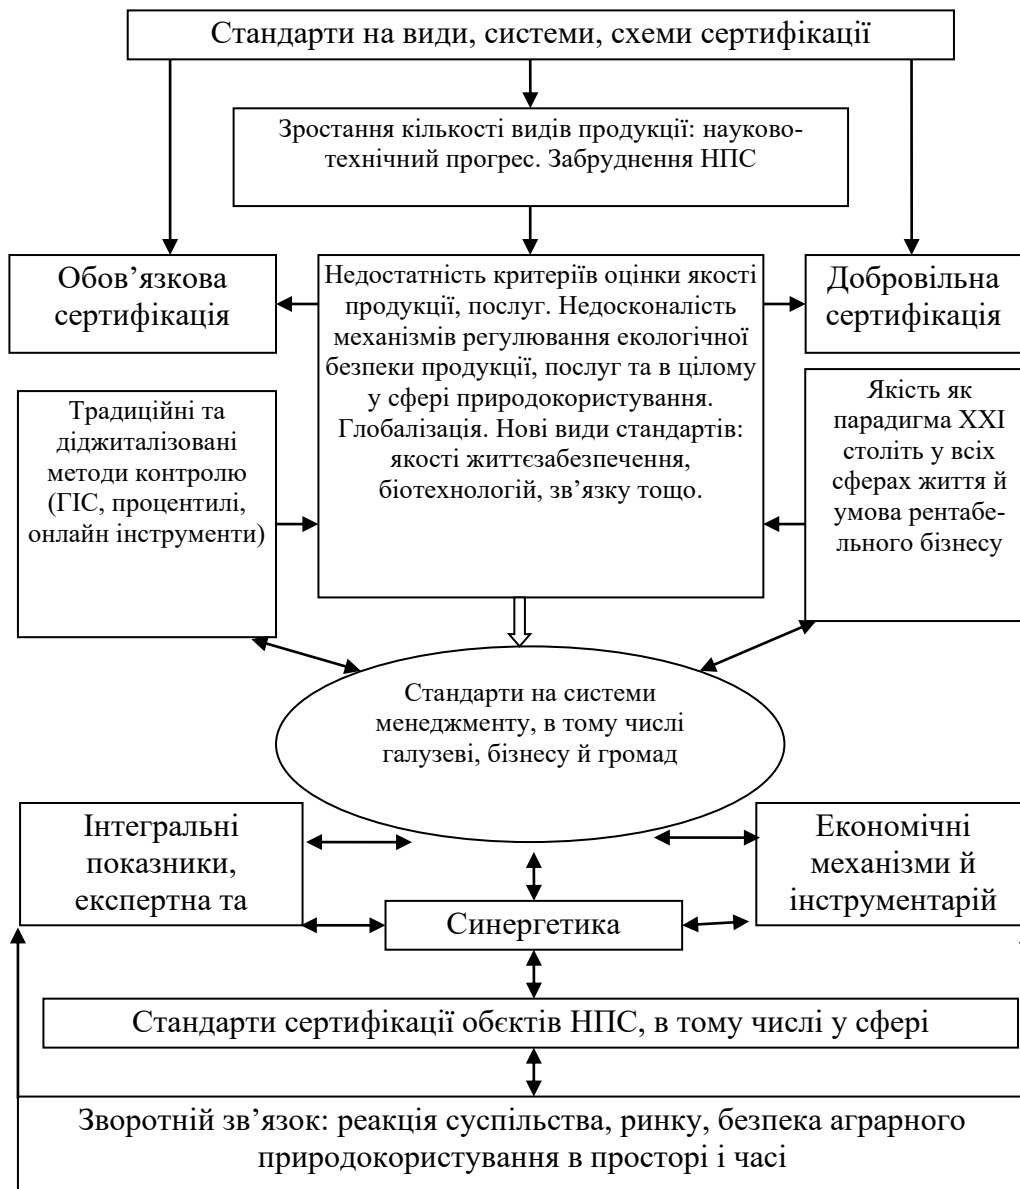 Стандарти на види, системи, схеми сертифікації
Зростання кількості видів продукції: науково-
технічний прогрес. Забруднення НПС
Обов’язкова
сертифікація
Недостатність критеріїв оцінки якості
продукції, послуг. Недосконалість
механізмів регулювання екологічної
безпеки продукції, послуг та в цілому
у сфері природокористування.
Глобалізація. Нові види стандартів:
якості життєзабезпечення,
біотехнологій, зв’язку тощо.
Добровільна
сертифікація
Традиційні та
діджиталізовані
методи контролю
(ГІС, процентилі,
онлайн інструменти)
Якість як
парадигма ХХІ
століть у всіх
сферах життя й
умова рентабе-
льного бізнесу
Стандарти на системи
менеджменту, в тому числі
галузеві, бізнесу й громад
Інтегральні
показники,
експертна та
Економічні
механізми й
інструментарій
Синергетика
Стандарти сертифікації обєктів НПС, в тому числі у сфері
Зворотній зв’язок: реакція суспільства, ринку, безпека аграрного
природокористування в просторі і часі